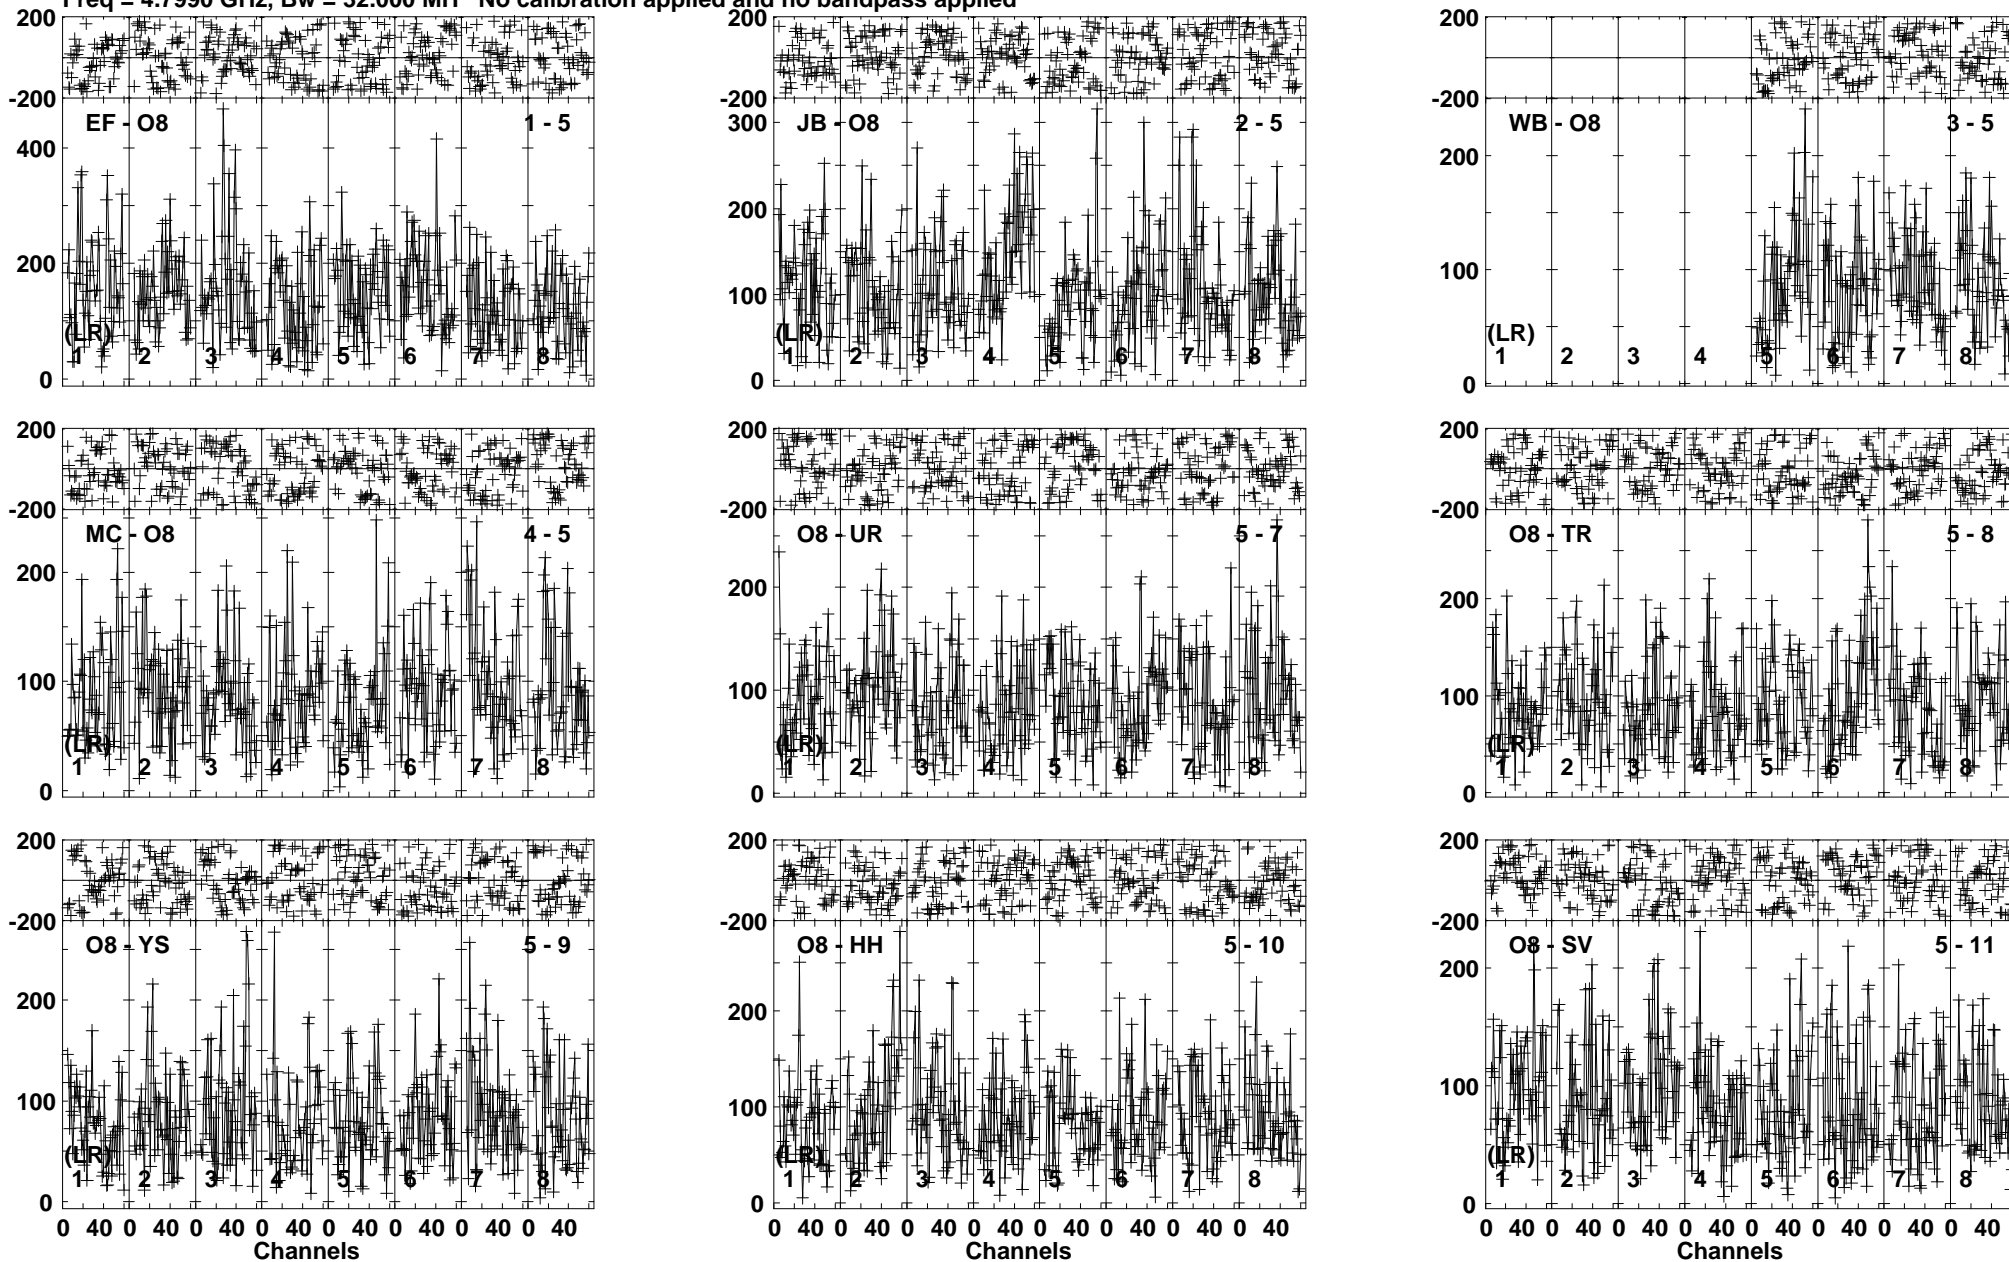 Freq = 4.7990 GHz, Bw = 32.000 MH No calibration applied and no bandpass applied
200 200 200
-200 -200 -200
EF - O8 1 - 5 JB - O8 2 - 5 WB - O8 3 - 5
400 300 200
200 200 100
0 100 0
0
(LR) (LR) (LR)
1 2 3 4 5 6 7 8 1 2 3 4 5 6 7 8 1 2 3 4 5 6 7 8
200 200 200
-200 -200 -200
MC - O8 4 - 5 O8 - UR 5 - 7 O8 - TR 5 - 8
200 200 200
100 100 100
0 0 0
(LR) (LR) (LR)
1 2 3 4 5 6 7 8 1 2 3 4 5 6 7 8 1 2 3 4 5 6 7 8
200 200 200
-200 -200 -200
O8 - YS 5 - 9 O8 - HH 5 - 10 O8 - SV 5 - 11
200 200 200
100 100 100
0 0 0
(LR) (LR) (LR)
1 2 3 4 5 6 7 8 1 2 3 4 5 6 7 8 1 2 3 4 5 6 7 8
0 40 0 40 0 40 0 40 0 40 0 40 0 40 0 40 0 40 0 40 0 40 0 40 0 40 0 40 0 40 0 40 0 40 0 40 0 40 0 40 0 40 0 40 0 40 0 40
Channels Channels Channels